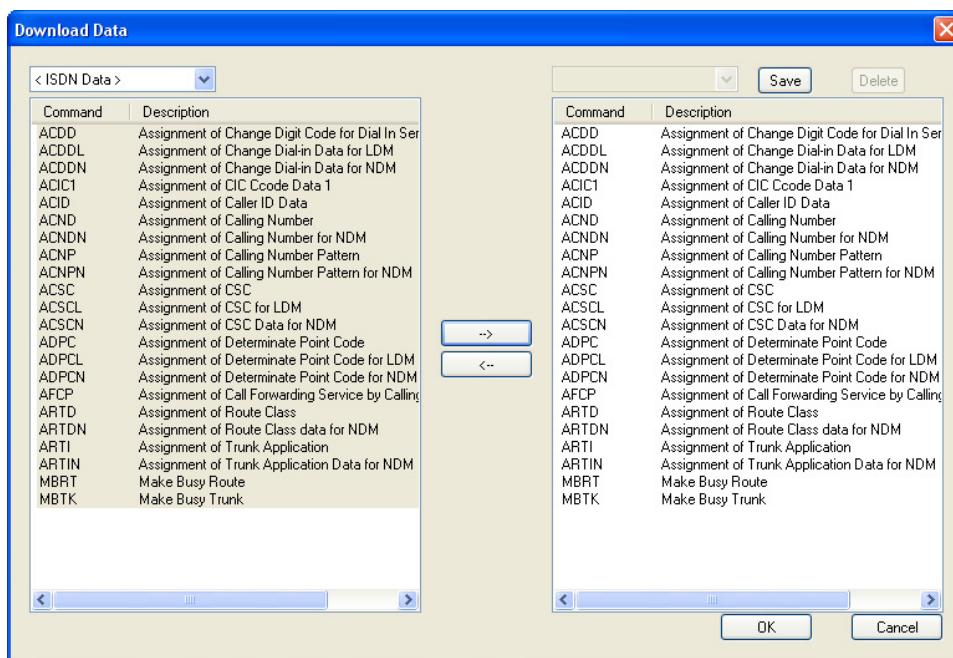 Download Data
< ISDN Data >
Save
Delete
Command Description
ACDD Assignment of Change Digit Code for Dial In Ser
ACDDL Assignment of Change Dial-in Data for LDM
ACDDN Assignment of Change Dial-in Data for NDM
ACIC1 Assignment of CIC Ccode Data 1
ACID Assignment of Caller ID Data
ACND Assignment of Calling Number
ACNDN Assignment of Calling Number for NDM
ACNP Assignment of Calling Number Pattern
ACNPN Assignment of Calling Number Pattern for NDM
ACSC Assignment of CSC
ACSCL Assignment of CSC for LDM
ACSCN Assignment of CSC Data for NDM
ADPC Assignment of Determinate Point Code
ADPCL Assignment of Determinate Point Code for LDM
ADPCN Assignment of Determinate Point Code for NDM
AFCP Assignment of Call Forwarding Service by Calling
ARTD Assignment of Route Class
ARTDN Assignment of Route Class data for NDM
ARTI Assignment of Trunk Application
ARTIN Assignment of Trunk Application Data for NDM
MBRT Make Busy Route
MBTK Make Busy Trunk
-->
<--
Command Description
ACDD Assignment of Change Digit Code for Dial In Ser
ACDDL Assignment of Change Dial-in Data for LDM
ACDDN Assignment of Change Dial-in Data for NDM
ACIC1 Assignment of CIC Ccode Data 1
ACID Assignment of Caller ID Data
ACND Assignment of Calling Number
ACNDN Assignment of Calling Number for NDM
ACNP Assignment of Calling Number Pattern
ACNPN Assignment of Calling Number Pattern for NDM
ACSC Assignment of CSC
ACSCL Assignment of CSC for LDM
ACSCN Assignment of CSC Data for NDM
ADPC Assignment of Determinate Point Code
ADPCL Assignment of Determinate Point Code for LDM
ADPCN Assignment of Determinate Point Code for NDM
AFCP Assignment of Call Forwarding Service by Calling
ARTD Assignment of Route Class
ARTDN Assignment of Route Class data for NDM
ARTI Assignment of Trunk Application
ARTIN Assignment of Trunk Application Data for NDM
MBRT Make Busy Route
MBTK Make Busy Trunk
OK
Cancel